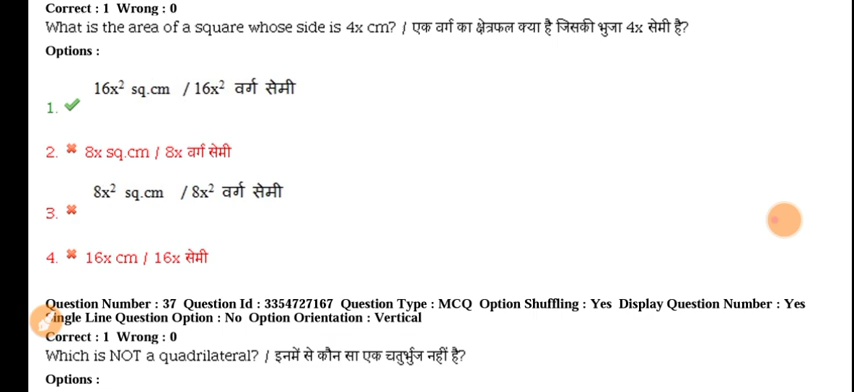 Correct : 1 Wrong : 0
What is the area of a square whose side is 4x cm? / एक वर्ग का क्षेत्रफल क्या है जिसकी भुजा 4x सेमी है?
Options :
1. 16x² sq.cm / 16x² वर्ग सेमी
2. 8x sq.cm / 8x वर्ग सेमी
3. 8x² sq.cm / 8x² वर्ग सेमी
4. 16x cm / 16x सेमी
Question Number : 37 Question Id : 3354727167 Question Type : MCQ Option Shuffling : Yes Display Question Number : Yes
Single Line Question Option : No Option Orientation : Vertical
Correct : 1 Wrong : 0
Which is NOT a quadrilateral? / इनमें से कौन सा एक चतुर्भुज नहीं है?
Options :